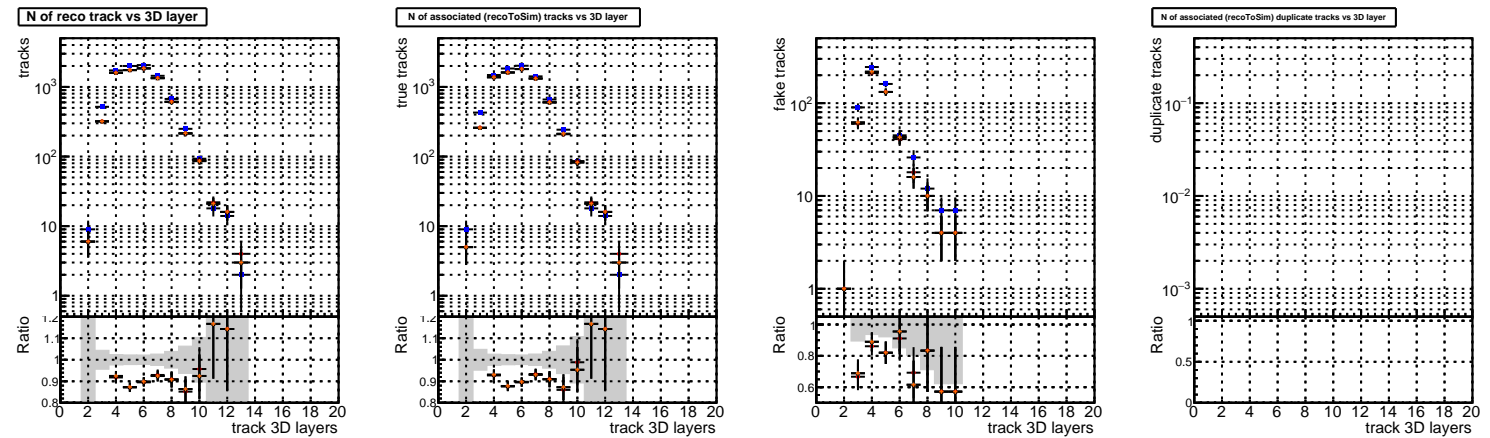 N of reco track vs 3D layer
tracks
10³
10²
10
1
Ratio
1.2
1.1
1
0.9
0.8
0 2 4 6 8 10 12 14 16 18 20
track 3D layers
N of associated (recoToSim) tracks vs 3D layer
true tracks
10³
10²
10
1
Ratio
1.2
1.1
1
0.9
0.8
0 2 4 6 8 10 12 14 16 18 20
track 3D layers
fake tracks
10²
10
1
Ratio
1
0.8
0.6
0 2 4 6 8 10 12 14 16 18 20
track 3D layers
N of associated (recoToSim) duplicate tracks vs 3D layer
duplicate tracks
10⁻¹
10⁻²
10⁻³
Ratio
1
0.5
0
0 2 4 6 8 10 12 14 16 18 20
track 3D layers